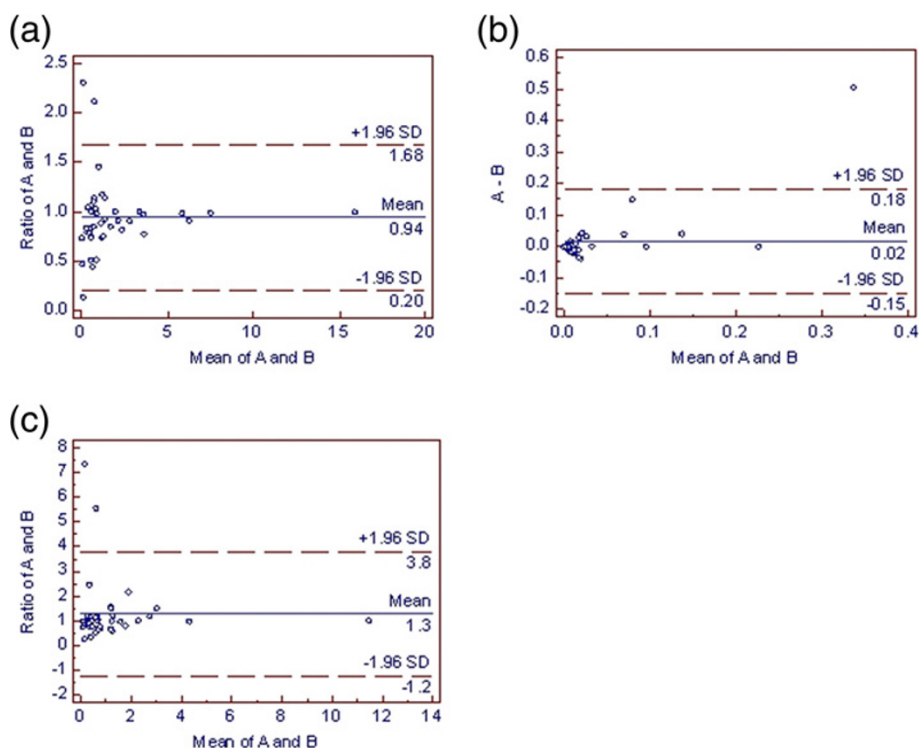 (a)
2.5
2.0
1.5
1.0
0.5
0.0
Ratio of A and B
+1.96 SD
1.68
Mean
0.94
-1.96 SD
0.20
0 5 10 15 20
Mean of A and B
(b)
0.6
0.5
0.4
0.3
0.2
0.1
0.0
-0.1
-0.2
A - B
+1.96 SD
0.18
Mean
0.02
-1.96 SD
-0.15
0.0 0.1 0.2 0.3 0.4
Mean of A and B
(c)
8
7
6
5
4
3
2
1
0
-1
-2
Ratio of A and B
+1.96 SD
3.8
Mean
1.3
-1.96 SD
-1.2
0 2 4 6 8 10 12 14
Mean of A and B